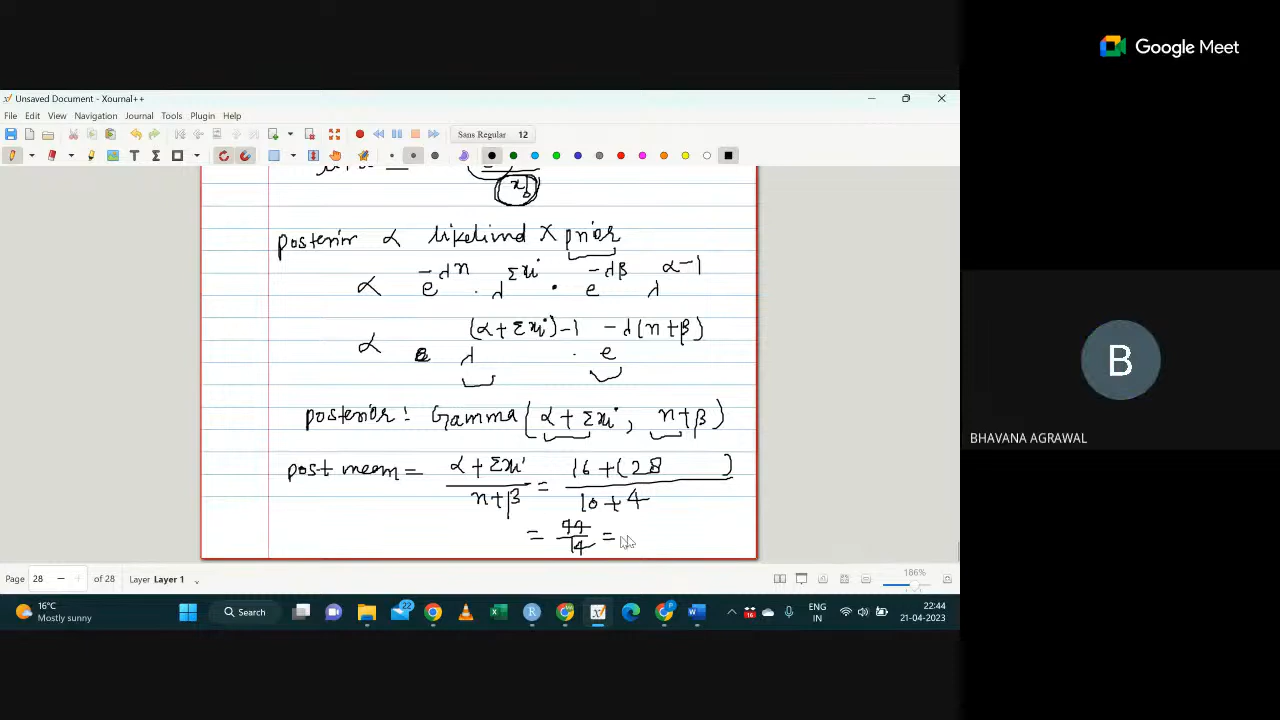 Google Meet
Unsaved Document - Xournal++
File Edit View Navigation Journal Tools Plugin Help
Sans Regular 12
x̄b
posterior α likelihood X prior
α e^-λn . λ^Σxi • e^-λβ λ^α-1
α λ^(α+Σxi)-1 . e^-λ(n+β)
posterior: Gamma (α + Σxi, n+β)
post mean = α + Σxi / n+β = 16 + (28 ) / 10 + 4
= 44/14 =
B
BHAVANA AGRAWAL
Page 28 of 28 Layer Layer 1 186%
16°C
Mostly sunny
Search
22
16
ENG
IN
22:44
21-04-2023